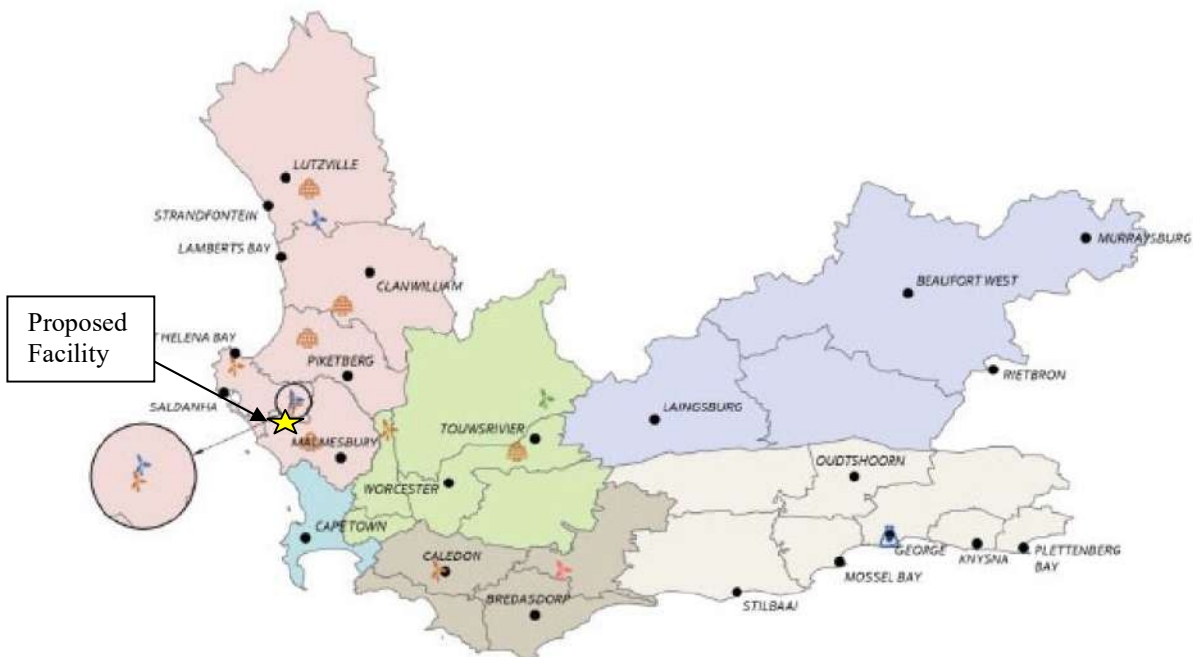 LUTZVILLE
STRANDFONTEIN
LAMBERTS BAY
MURRAYSBURG
CLANWILLIAM
BEAUFORT WEST
Proposed
Facility
T HELENA BAY
PIKETBERG
RIETBRON
SALDANHA
LAINGSBURG
MALMESBURY
TOUWSRIVIER
OUDTSHOORN
WORCESTER
CAPE TOWN
CALEDON
GEORGE
KNYSNA
PLETTENBERG
BAY
MOSSEL BAY
BREDASDORP
STILBAAI